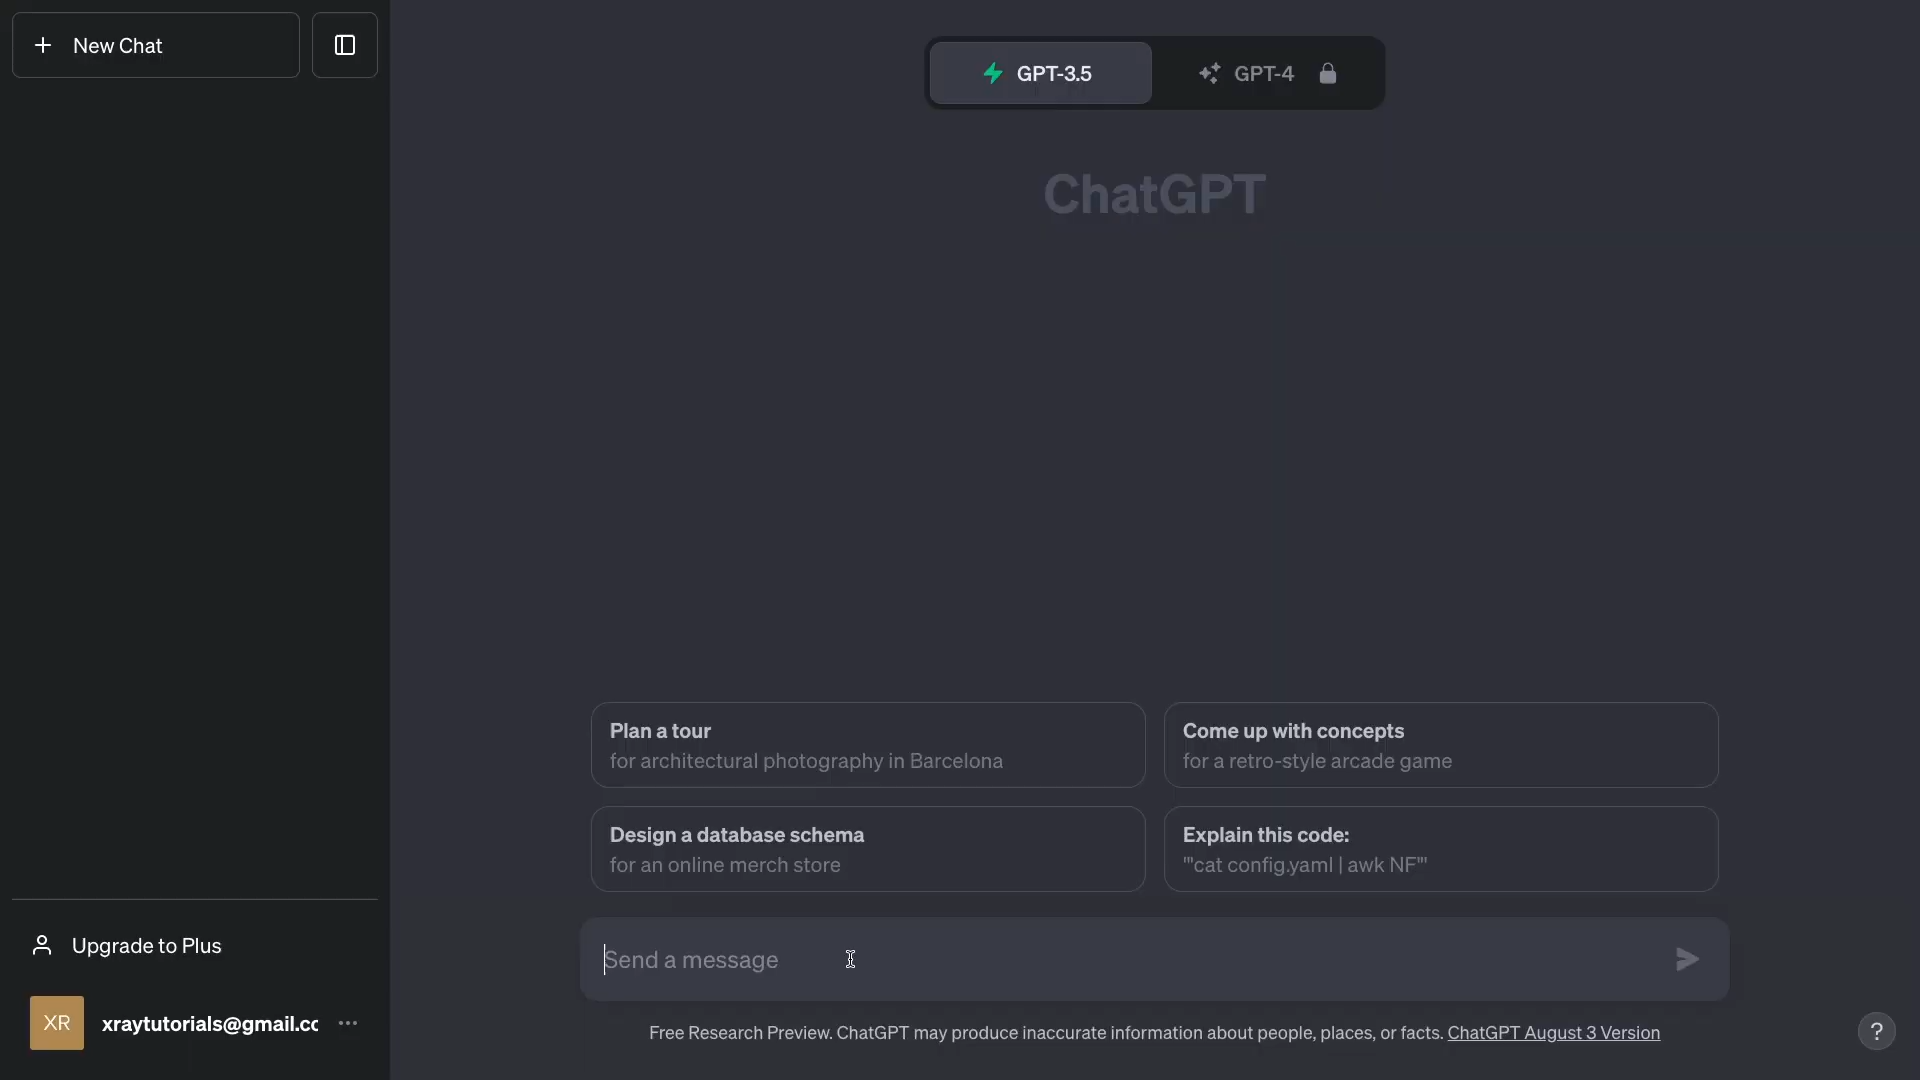 New Chat
GPT-3.5
GPT-4
ChatGPT
Plan a tour
for architectural photography in Barcelona
Come up with concepts
for a retro-style arcade game
Design a database schema
for an online merch store
Explain this code:
"'cat config.yaml | awk NF'"
Send a message
Free Research Preview. ChatGPT may produce inaccurate information about people, places, or facts. ChatGPT August 3 Version
Upgrade to Plus
XR
xraytutorials@gmail.cc
?